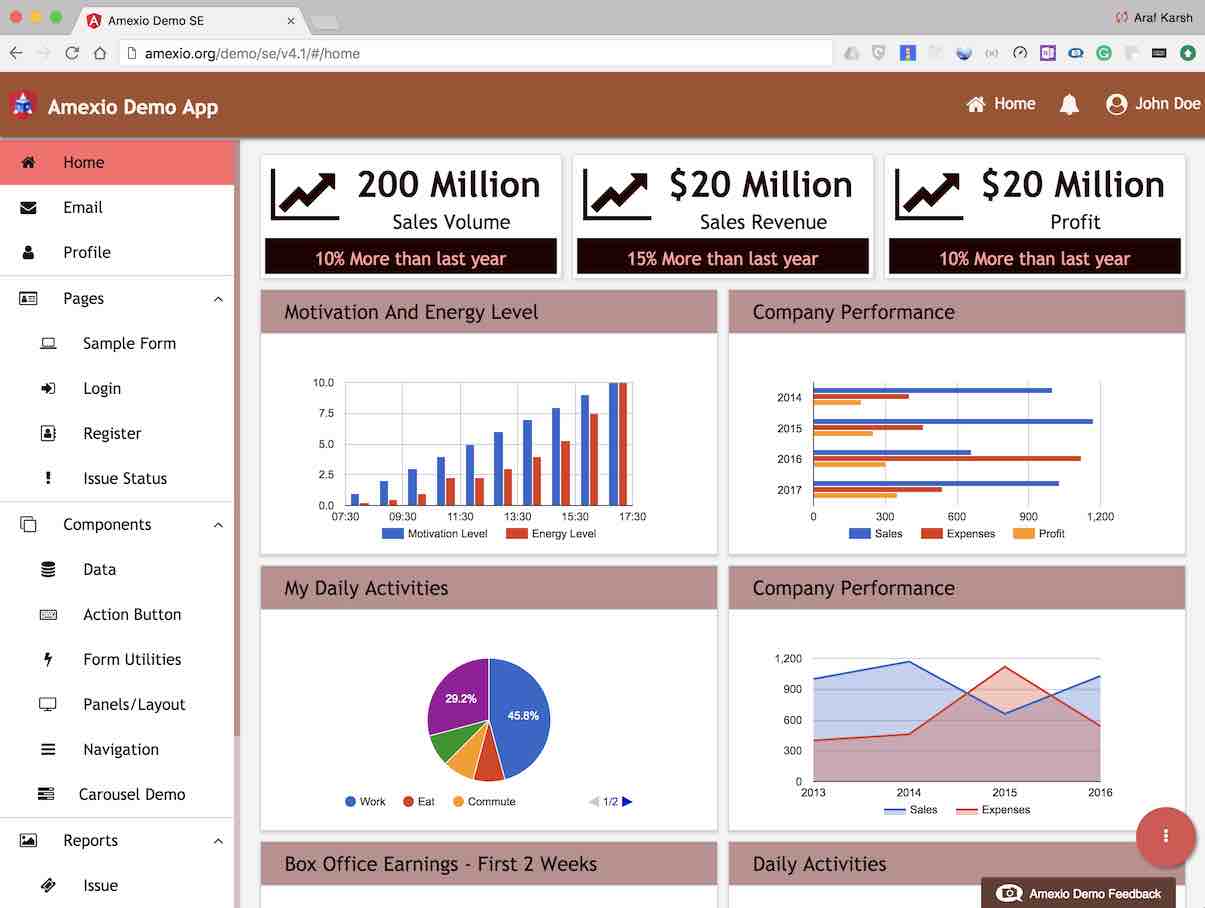 Amexio Demo SE
Araf Karsh
amexio.org/demo/se/v4.1/#/home
Amexio Demo App
Home
John Doe
Home
Email
Profile
Pages
Sample Form
Login
Register
Issue Status
Components
Data
Action Button
Form Utilities
Panels/Layout
Navigation
Carousel Demo
Reports
Issue
200 Million
Sales Volume
10% More than last year
$20 Million
Sales Revenue
15% More than last year
$20 Million
Profit
10% More than last year
Motivation And Energy Level
10.0
7.5
5.0
2.5
0.0
07:30 09:30 11:30 13:30 15:30 17:30
Motivation Level Energy Level
Company Performance
2014
2015
2016
2017
0 300 600 900 1,200
Sales Expenses Profit
My Daily Activities
29.2%
45.8%
Work Eat Commute 1/2
Company Performance
1,200
900
600
300
0
2013 2014 2015 2016
Sales Expenses
Box Office Earnings - First 2 Weeks
Daily Activities
Amexio Demo Feedback